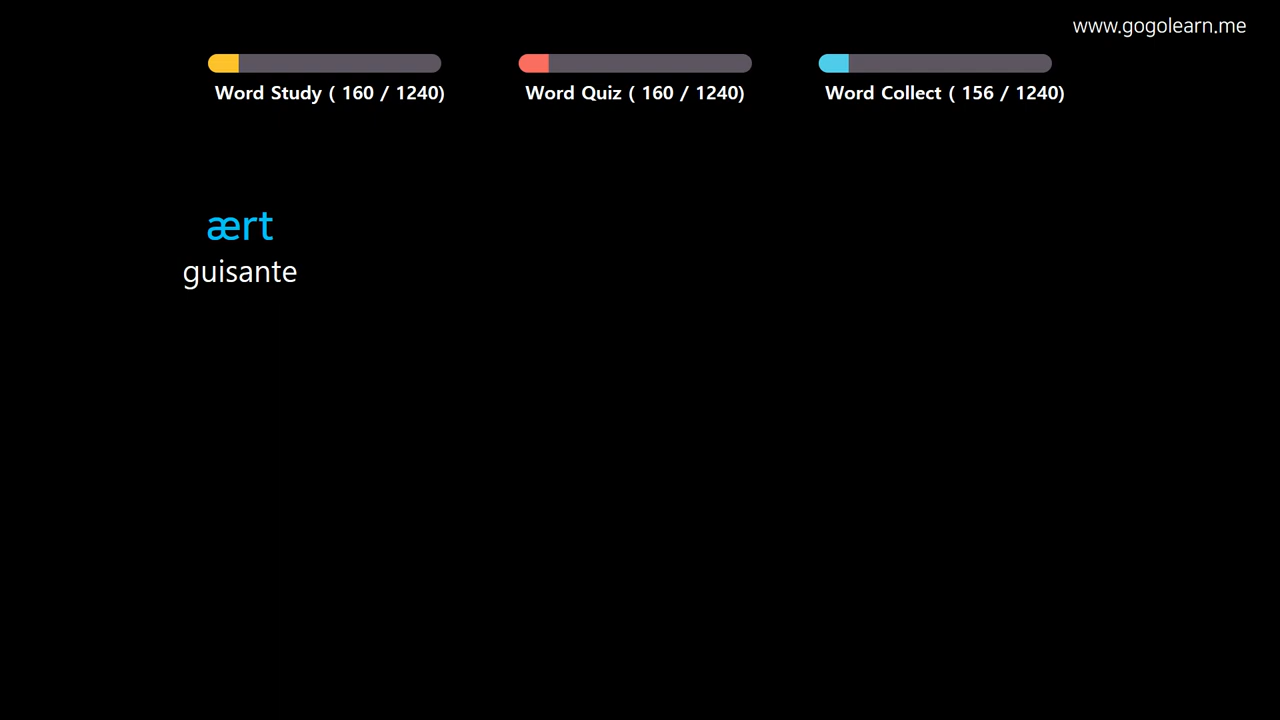 www.gogolearn.me
Word Study ( 160 / 1240)
Word Quiz ( 160 / 1240)
Word Collect ( 156 / 1240)
ært
guisante